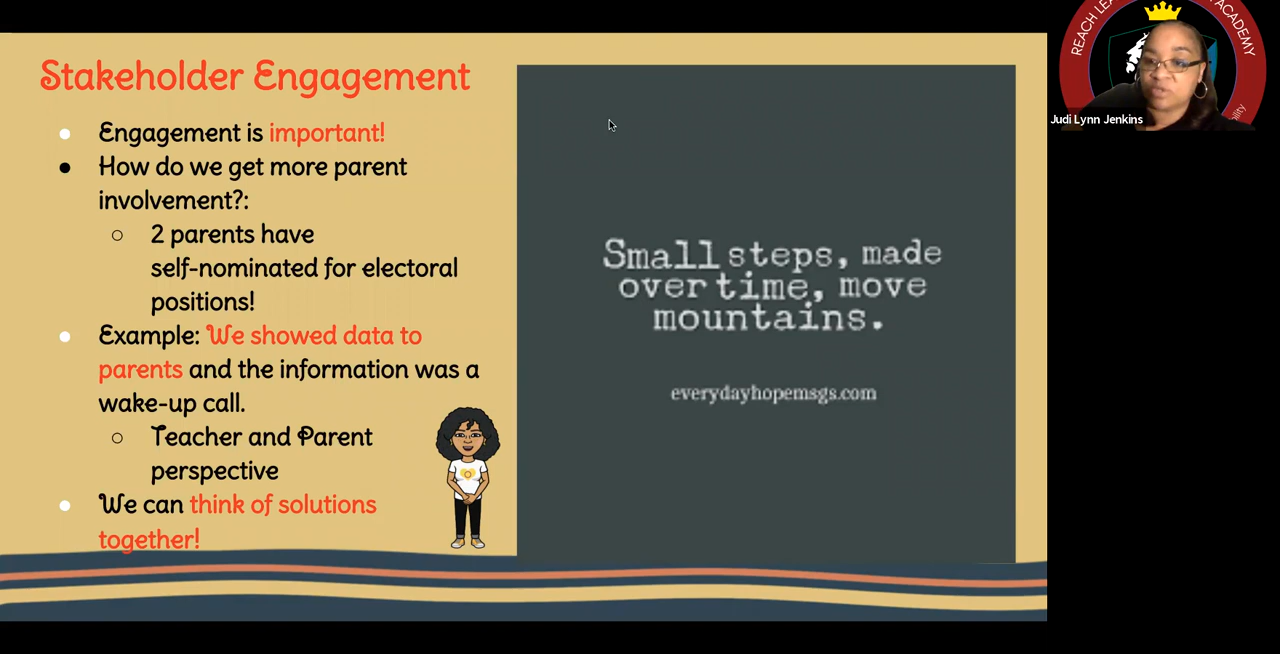 Stakeholder Engagement
Engagement is important!
How do we get more parent
involvement?:
2 parents have
self-nominated for electoral
positions!
Example: We showed data to
parents and the information was a
wake-up call.
Teacher and Parent
perspective
We can think of solutions
together!
Small steps, made
over time, move
mountains.
everydayhopemsgs.com
REACH LEA
ACADEMY
Judi Lynn Jenkins